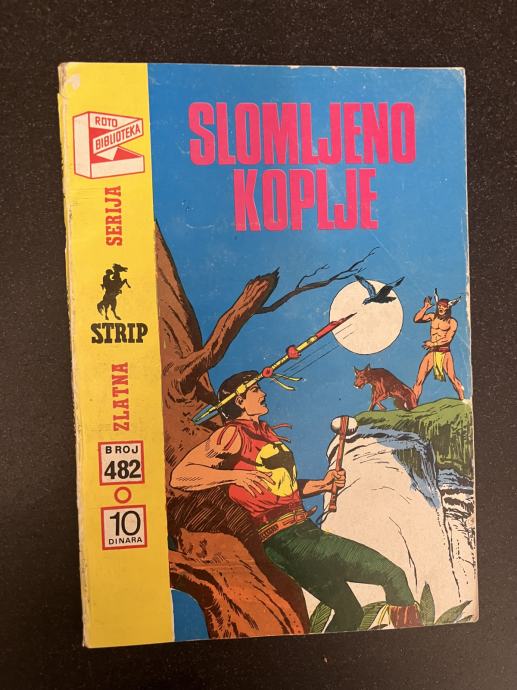 ROTO
BIBLIOTEKA
SLOMLJENO
KOPLJE
ZLATNA
STRIP
SERIJA
BROJ
482
10
DINARA